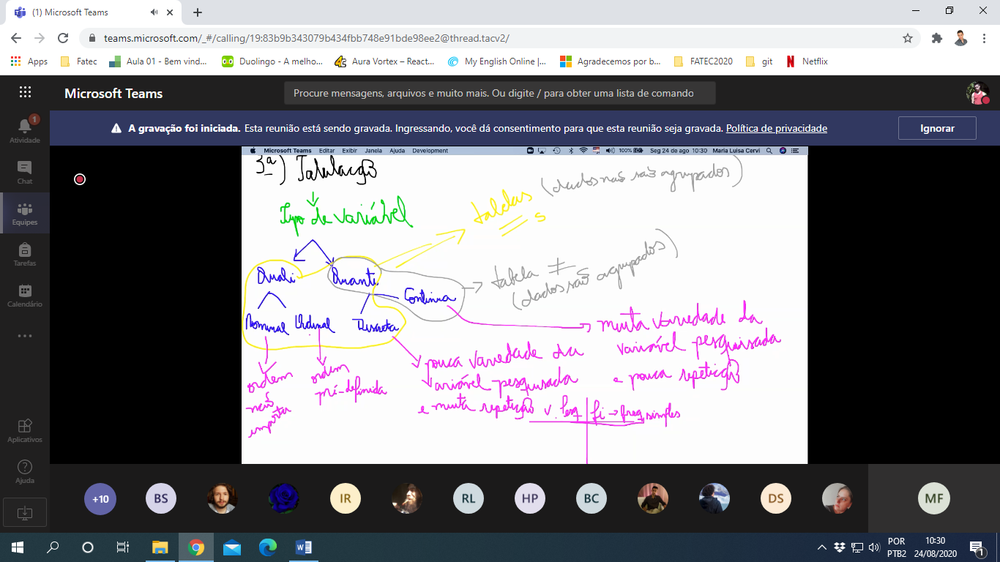 (1) Microsoft Teams
teams.microsoft.com/_#/calling/19:83b9b343079b434fbb748e91bde98ee2@thread.tacv2/
Apps
Fatec
Aula 01 - Bem vind...
Duolingo - A melho...
Aura Vortex – React...
My English Online |...
Agradecemos por b...
FATEC2020
git
Netflix
Microsoft Teams
Procure mensagens, arquivos e muito mais. Ou digite / para obter uma lista de comando
A gravação foi iniciada. Esta reunião está sendo gravada. Ingressando, você dá consentimento para que esta reunião seja gravada. Política de privacidade
Ignorar
1
Atividade
Chat
Equipes
Tarefas
Calendário
Aplicativos
Ajuda
Microsoft Teams Editar Exibir Janela Ajuda Development
100% Seg 24 de ago 10:30 Maria Luisa Cervi
3ª) Tabulação
(dados não são agrupados)
Tipo de variável
tabelas
s
Quali
Quanti
Contínua
tabela ≠
(dados são agrupados)
Nominal
Ordinal
Discreta
muita variedade da
variável pesquisada
e pouca repetição
pouca variedade da
variável pesquisada
e muita repetição
ordem
não
importa
ordem
pré-definida
v. Pesq
fi → freq simples
+10
BS
IR
RL
HP
BC
DS
MF
POR
PTB2
10:30
24/08/2020
1